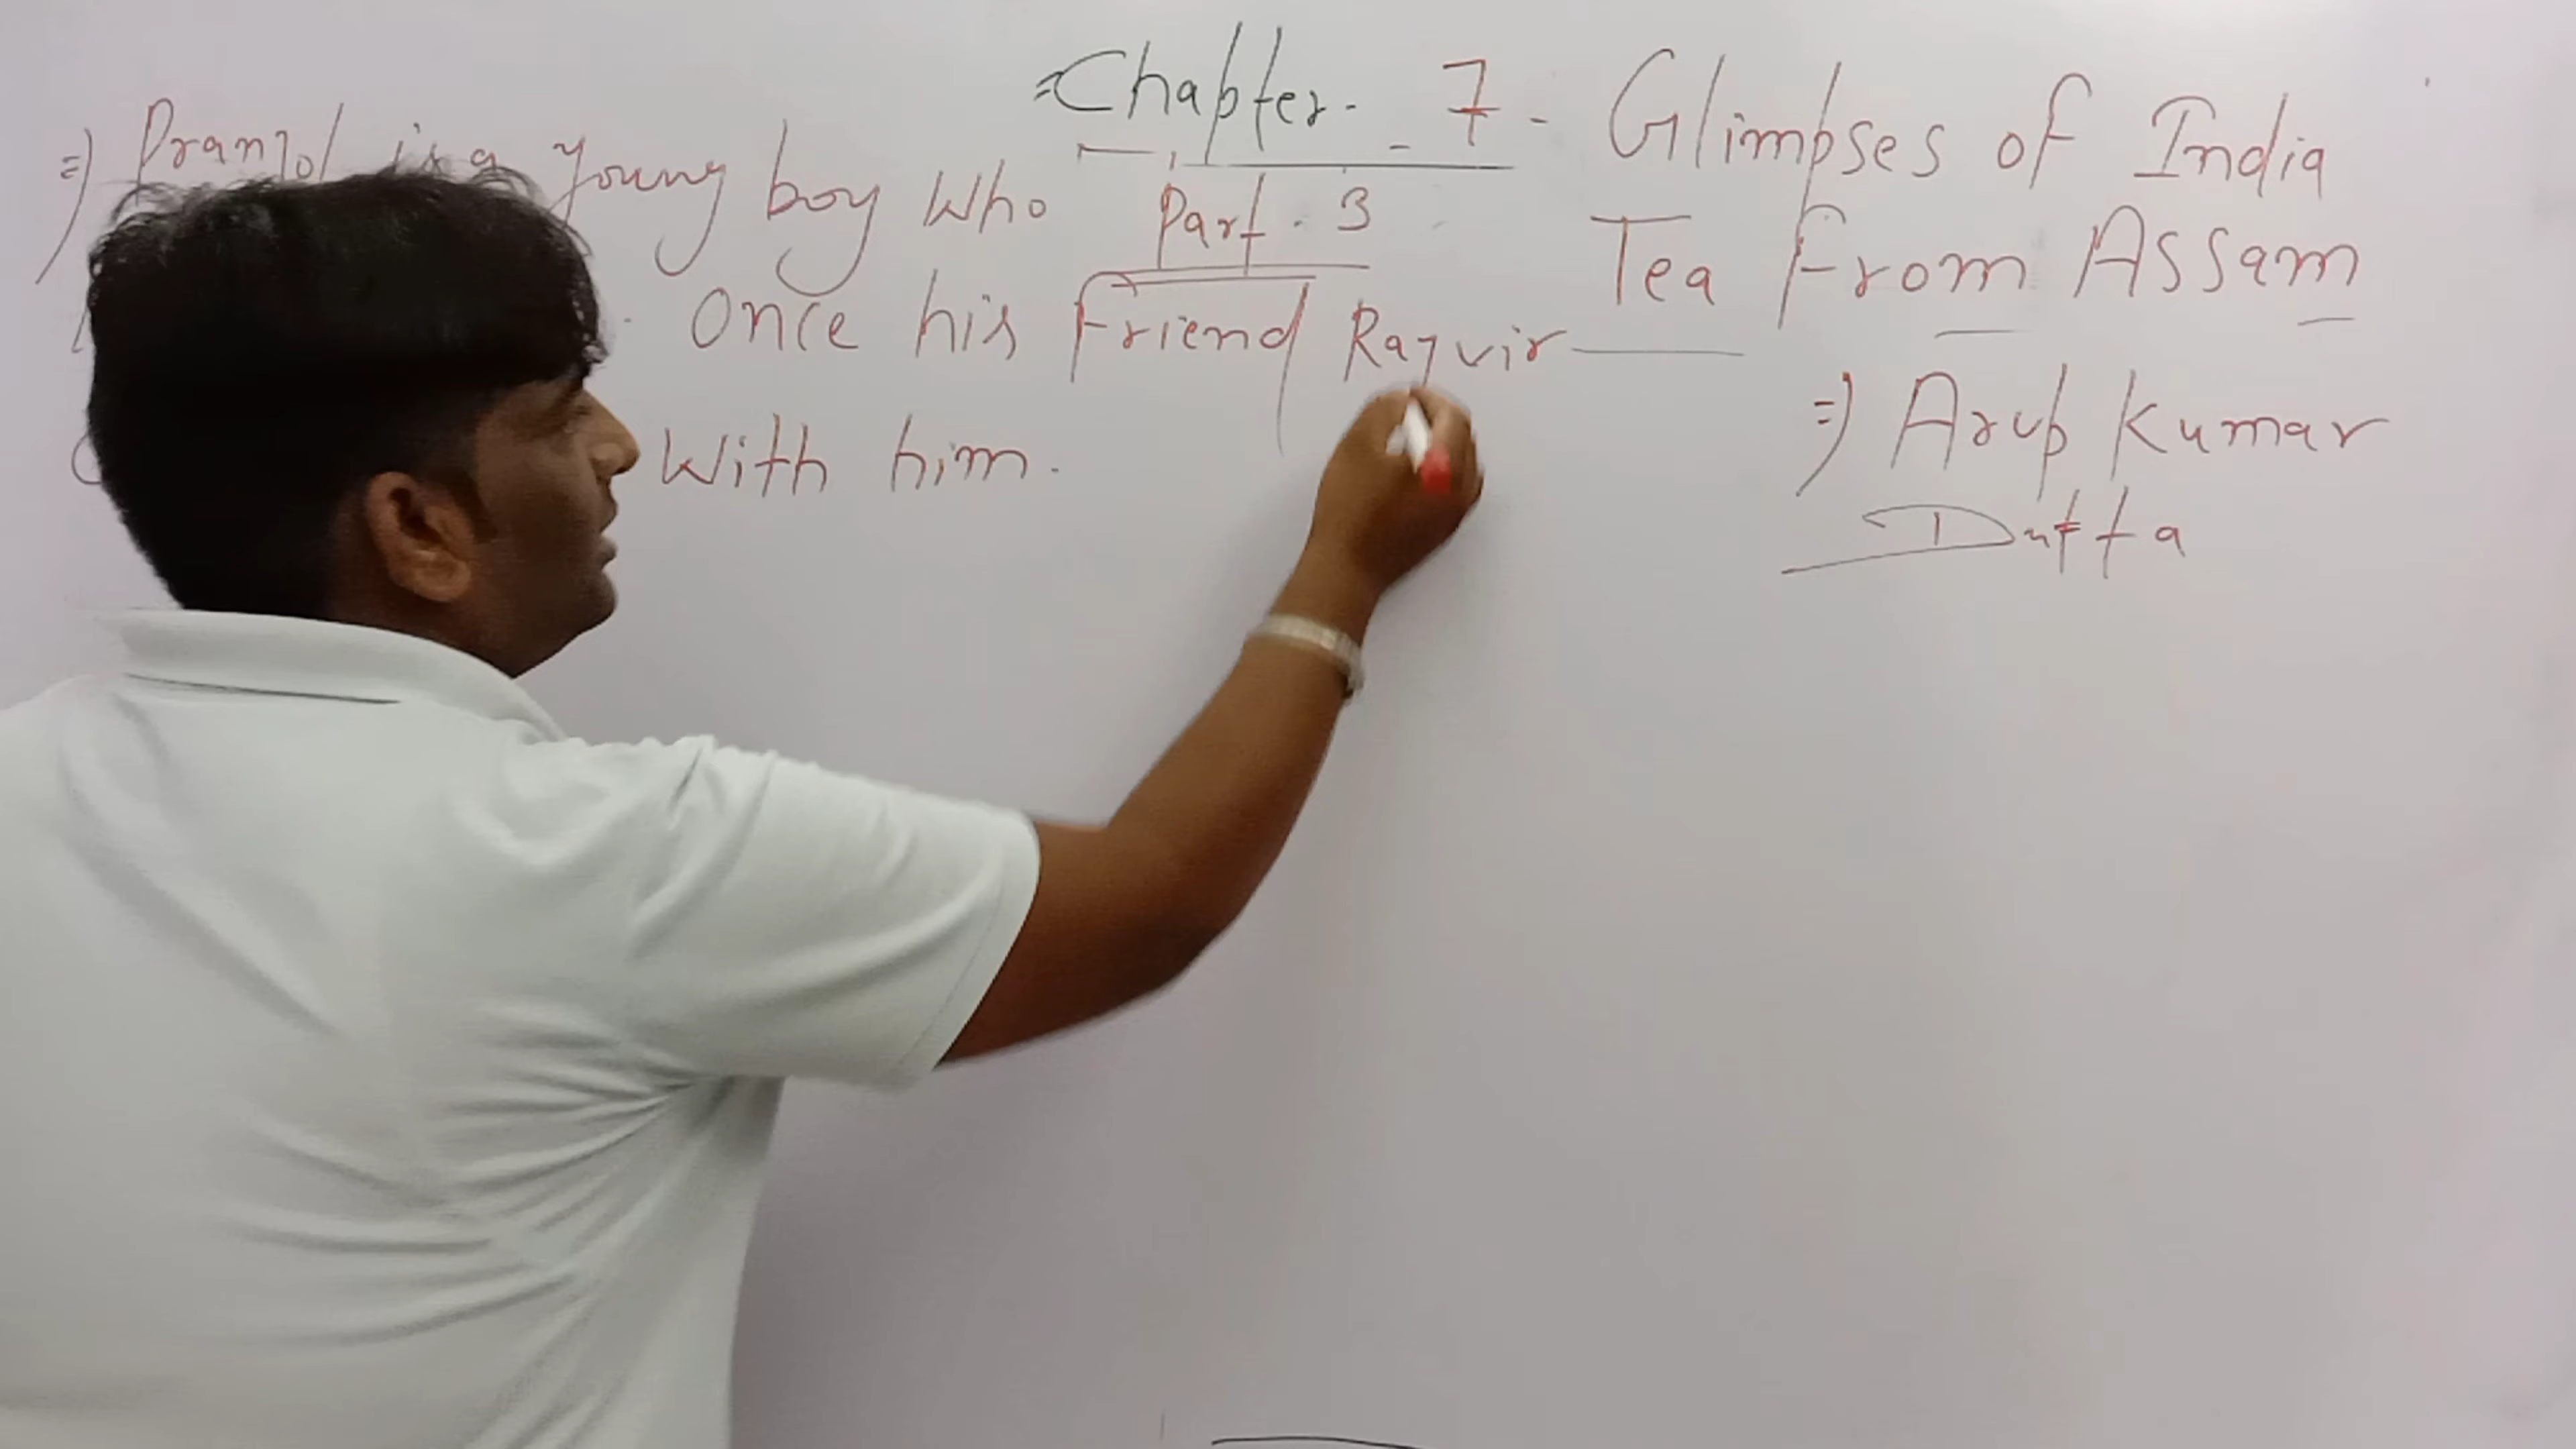 => Chapter - 7 - Glimpses of India
Part - 3
Tea From Assam
=> Arup Kumar
Dutta
=> Pranjol is a young boy who
. Once his Friend Rajvir
With him.